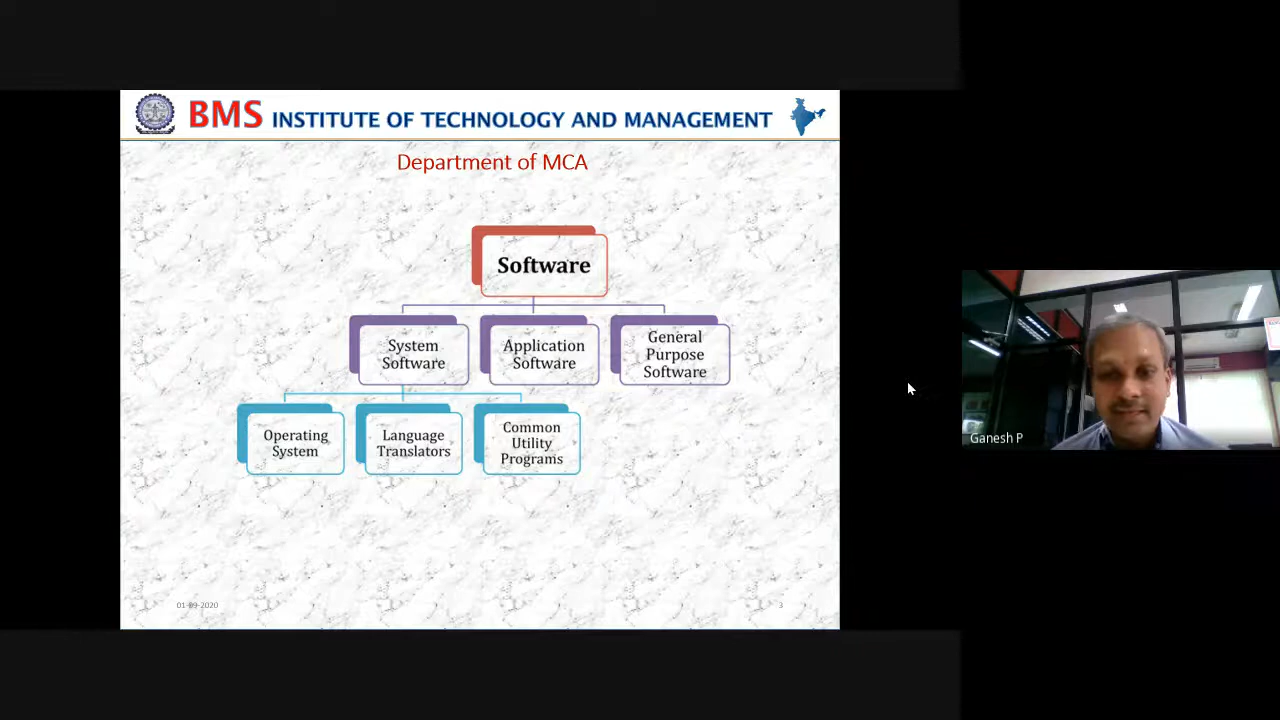 BMS INSTITUTE OF TECHNOLOGY AND MANAGEMENT
Department of MCA
Software
System
Software
Application
Software
General
Purpose
Software
Operating
System
Language
Translators
Common
Utility
Programs
Ganesh P
01-09-2020
3